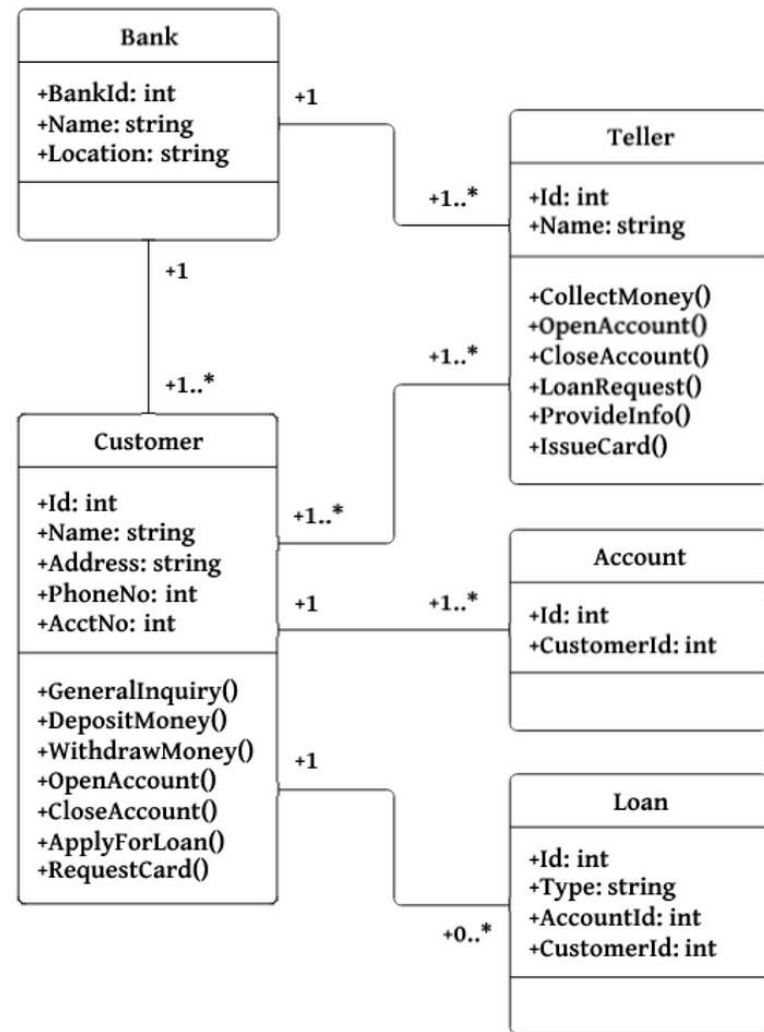 Bank
+BankId: int
+Name: string
+Location: string
+1
+1..*
Teller
+Id: int
+Name: string
+CollectMoney()
+OpenAccount()
+CloseAccount()
+LoanRequest()
+ProvideInfo()
+IssueCard()
+1
+1..*
Customer
+Id: int
+Name: string
+Address: string
+PhoneNo: int
+AcctNo: int
+GeneralInquiry()
+DepositMoney()
+WithdrawMoney()
+OpenAccount()
+CloseAccount()
+ApplyForLoan()
+RequestCard()
+1..*
+1..*
+1
+1..*
Account
+Id: int
+CustomerId: int
+1
+0..*
Loan
+Id: int
+Type: string
+AccountId: int
+CustomerId: int